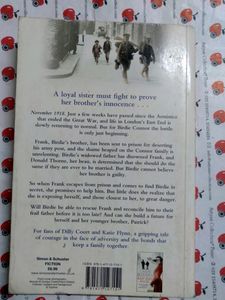 A loyal sister must fight to prove
her brother's innocence . . .
November 1918. Just a few weeks have passed since the Armistice
that ended the Great War, and life in London's East End is
slowly returning to normal. But for Birdie Connor the battle
is only just beginning.
Frank, Birdie's brother, has been sent to prison for deserting
his army post, and the shame heaped on the Connor family is
unrelenting. Birdie's widowed father has disowned Frank, and
Donald Thorne, her beau, is determined that she should do the
same if they are ever to be married. But Birdie cannot believe
her brother is guilty.
So when Frank escapes from prison and comes to find Birdie in
secret, she promises to help him. But little does she realise that
she is exposing herself, and those closest to her, to great danger.
Will Birdie be able to rescue Frank and reconcile him to their
frail father before it is too late? And can she build a future for
herself and her younger brother, Patrick?
For fans of Dilly Court and Katie Flynn, a gripping tale
of courage in the face of adversity and the bonds that
keep a family together.
Simon & Schuster
FICTION
£6.99